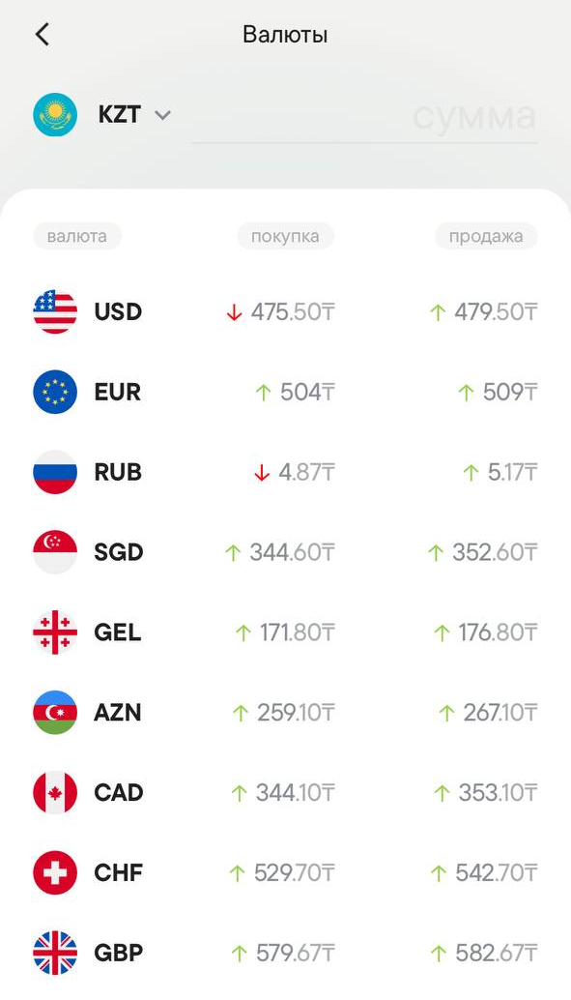 Валюты
KZT сумма
валюта покупка продажа
USD ↓ 475.50₸ ↑ 479.50₸
EUR ↑ 504₸ ↑ 509₸
RUB ↓ 4.87₸ ↑ 5.17₸
SGD ↑ 344.60₸ ↑ 352.60₸
GEL ↑ 171.80₸ ↑ 176.80₸
AZN ↑ 259.10₸ ↑ 267.10₸
CAD ↑ 344.10₸ ↑ 353.10₸
CHF ↑ 529.70₸ ↑ 542.70₸
GBP ↑ 579.67₸ ↑ 582.67₸